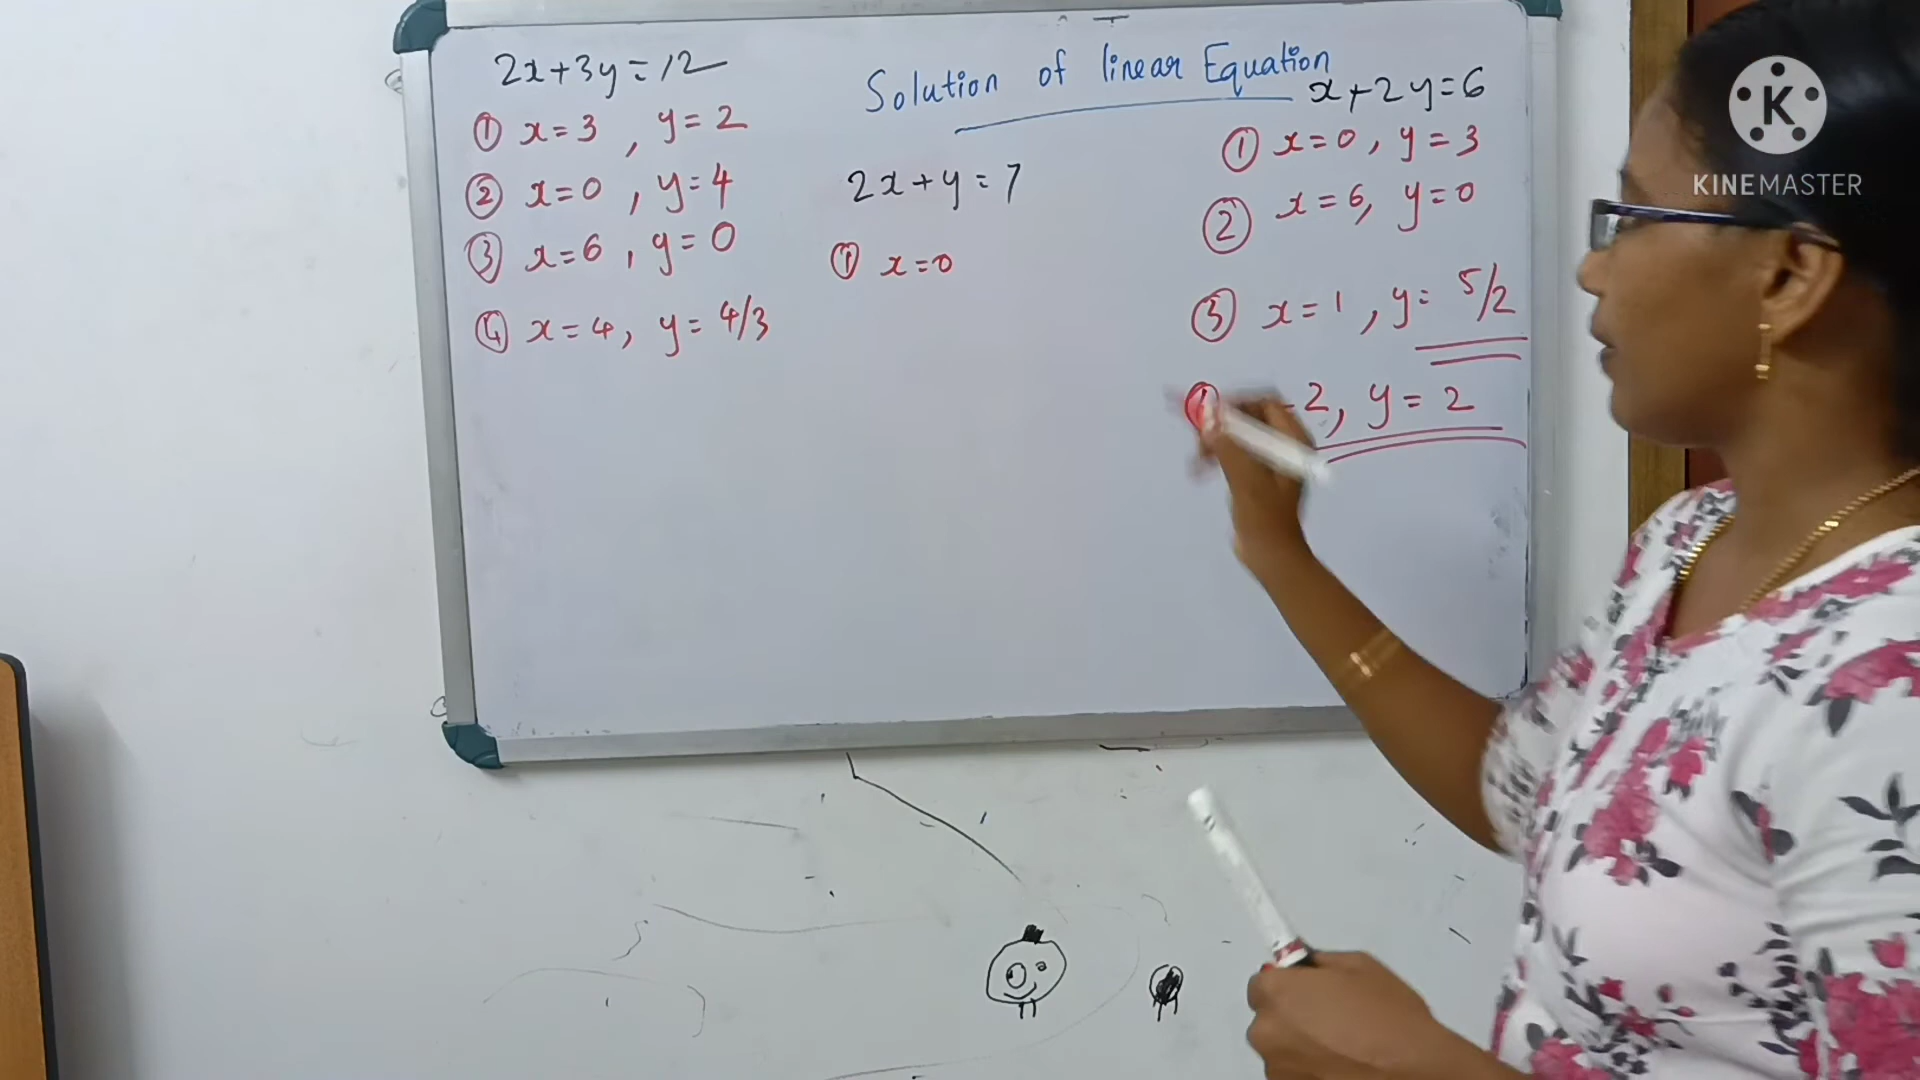 Solution of linear Equation
2x+3y=12
① x=3 , y=2
② x=0 , y=4
③ x=6 , y=0
④ x=4, y=4/3
2x+y=7
① x=0
x+2y=6
① x=0, y=3
② x=6, y=0
③ x=1, y=5/2
2, y=2
KINEMASTER